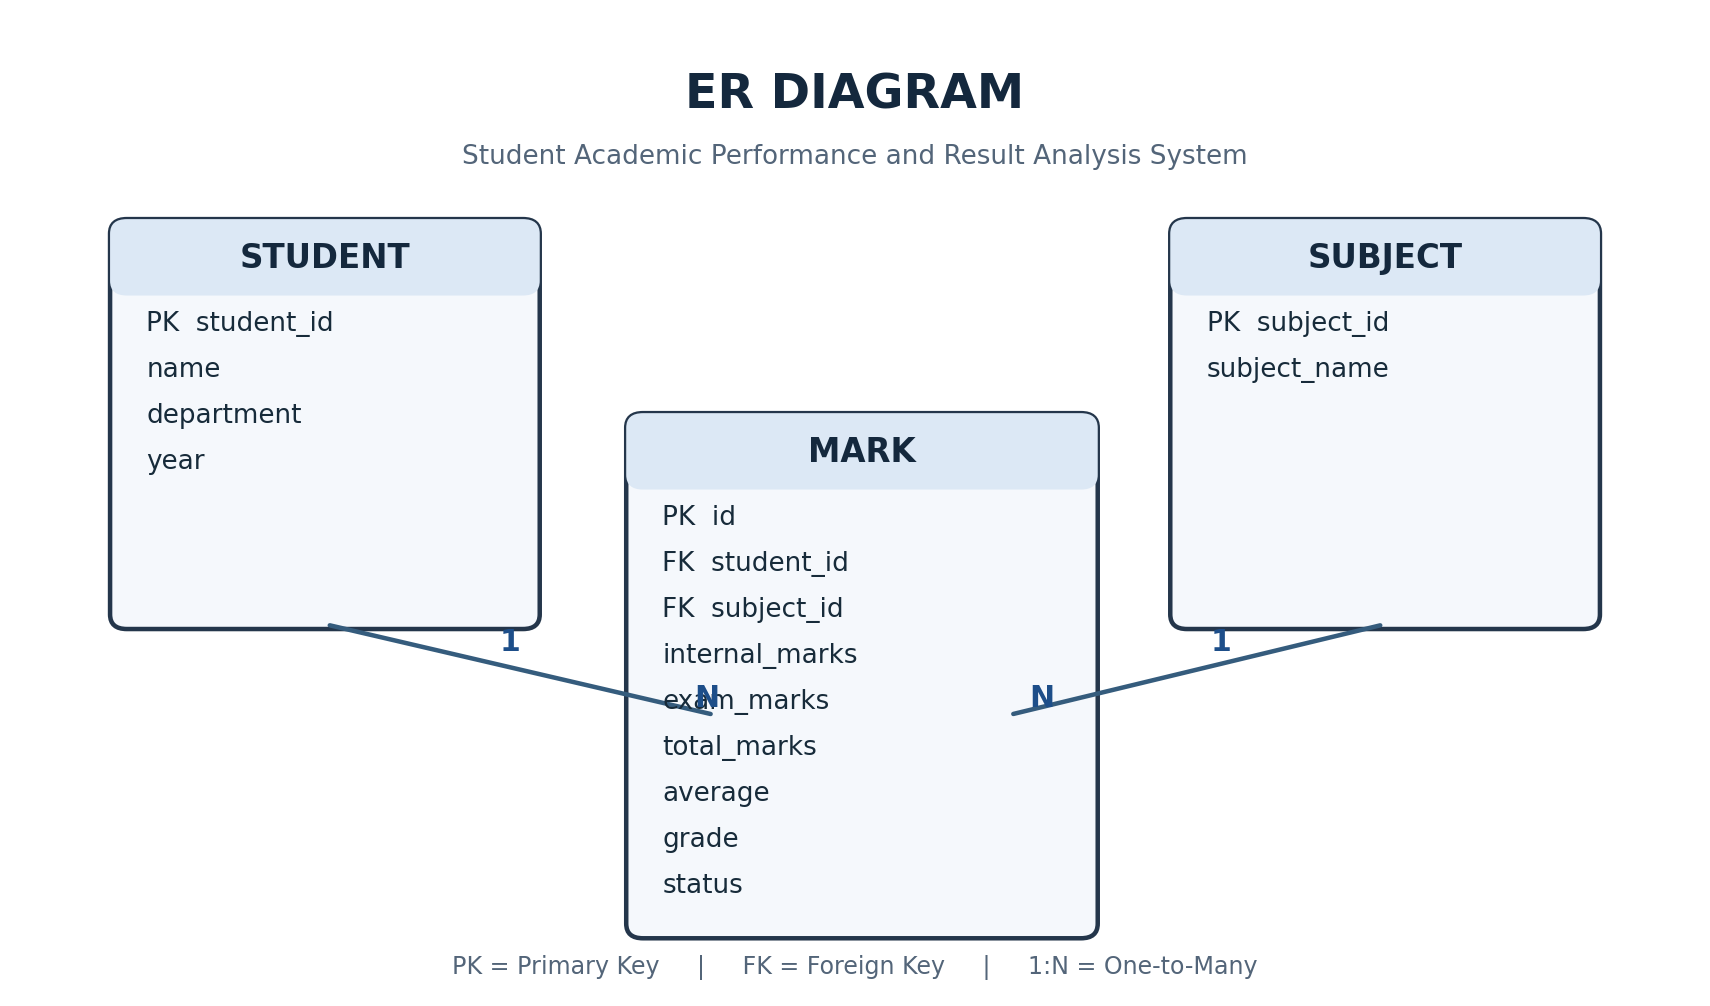 ER DIAGRAM
Student Academic Performance and Result Analysis System
STUDENT
PK student_id
name
department
year
SUBJECT
PK subject_id
subject_name
MARK
PK id
FK student_id
FK subject_id
internal_marks
exam_marks
total_marks
average
grade
status
1
N
N
1
PK = Primary Key | FK = Foreign Key | 1:N = One-to-Many